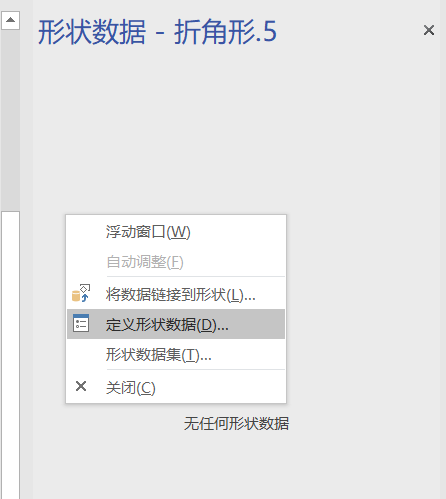 形状数据 - 折角形.5
浮动窗口(W)
自动调整(F)
将数据链接到形状(L)...
定义形状数据(D)...
形状数据集(T)...
关闭(C)
无任何形状数据